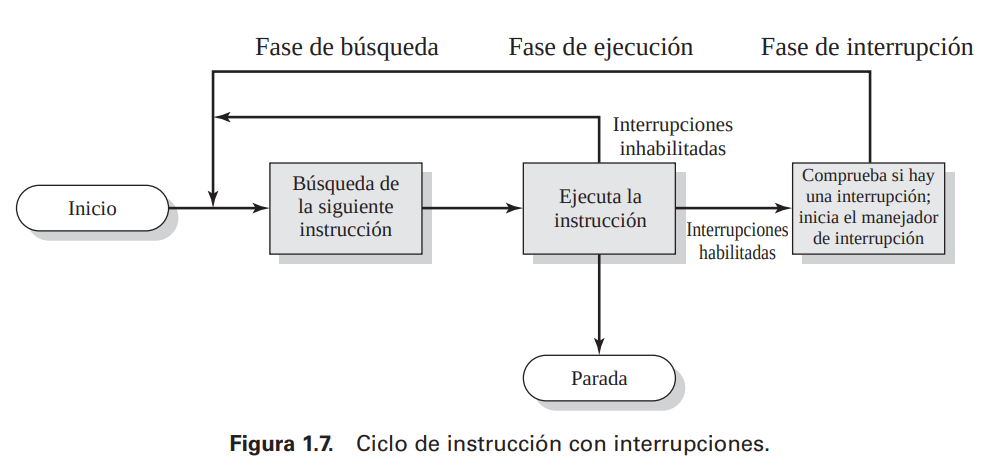 Fase de búsqueda
Fase de ejecución
Fase de interrupción
Interrupciones
inhabilitadas
Inicio
Búsqueda de
la siguiente
instrucción
Ejecuta la
instrucción
Interrupciones
habilitadas
Comprueba si hay
una interrupción;
inicia el manejador
de interrupción
Parada
Figura 1.7. Ciclo de instrucción con interrupciones.